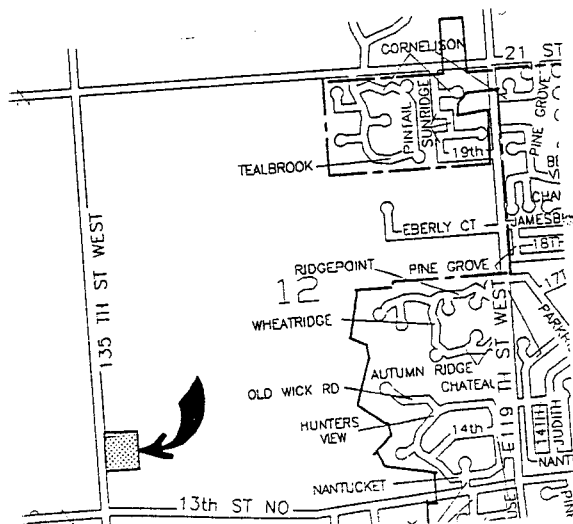 CORNELISON
21 ST
PINTAIL
SUNRIDGE
PINE GROVE
19th
TEALBROOK
JAMESB
EBERLY CT
18TH
135 TH ST WEST
PINE GROVE
RIDGEPOINT
12
17
WHEATRIDGE
119 TH ST WEST
AUTUMN RIDGE
CHATEAU
OLD WICK RD
HUNTERS
VIEW
14th
14TH
JUDITH
NANTUCKET
NANT
13th ST NO